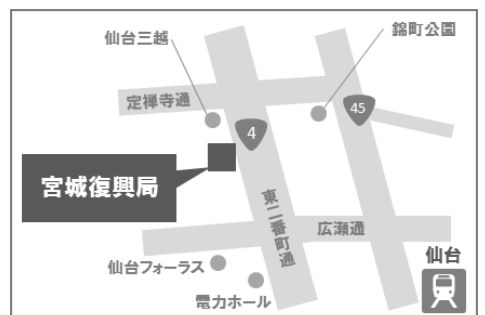 仙台三越
錦町公園
定禅寺通
45
4
宮城復興局
東二番町通
広瀬通
仙台
仙台フォーラス
電力ホール